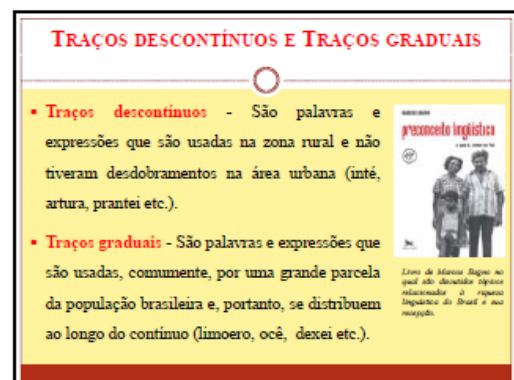 TRAÇOS DESCONTÍNUOS E TRAÇOS GRADUAIS
▪ Traços descontínuos - São palavras e
expressões que são usadas na zona rural e não
tiveram desdobramentos na área urbana (inté,
artura, prantei etc.).
▪ Traços graduais - São palavras e expressões que
são usadas, comumente, por uma grande parcela
da população brasileira e, portanto, se distribuem
ao longo do contínuo (limoero, ocê, dexei etc.).
preconceito lingüístico
Livro de Marcos Bagno no
qual são discutidos tópicos
relacionados à riqueza
linguística do Brasil e sua
recepção.